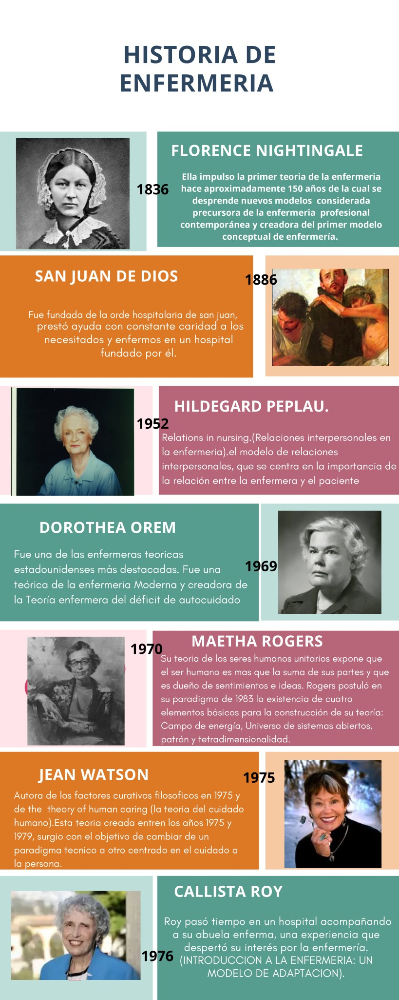 HISTORIA DE
ENFERMERIA
FLORENCE NIGHTINGALE
1836
Ella impulso la primer teoria de la enfermeria
hace aproximadamente 150 años de la cual se
desprende nuevos modelos considerada
precursora de la enfermeria profesional
contemporánea y creadora del primer modelo
conceptual de enfermería.
SAN JUAN DE DIOS
1886
Fue fundada de la orde hospitalaria de san juan,
prestó ayuda con constante caridad a los
necesitados y enfermos en un hospital
fundado por él.
HILDEGARD PEPLAU.
1952
Relations in nursing.(Relaciones interpersonales en
la enfermeria).el modelo de relaciones
interpersonales, que se centra en la importancia de
la relación entre la enfermera y el paciente
DOROTHEA OREM
1969
Fue una de las enfermeras teoricas
estadounidenses más destacadas. Fue una
teórica de la enfermeria Moderna y creadora de
la Teoría enfermera del déficit de autocuidado
MAETHA ROGERS
1970
Su teoria de los seres humanos unitarios expone que
el ser humano es mas que la suma de sus partes y que
es dueño de sentimientos e ideas. Rogers postuló en
su paradigma de 1983 la existencia de cuatro
elementos básicos para la construcción de su teoría:
Campo de energía, Universo de sistemas abiertos,
patrón y tetradimensionalidad.
JEAN WATSON
1975
Autora de los factores curativos filosoficos en 1975 y
de the theory of human caring (la teoria del cuidado
humano).Esta teoria creada entren los años 1975 y
1979, surgio con el objetivo de cambiar de un
paradigma tecnico a otro centrado en el cuidado a
la persona.
CALLISTA ROY
1976
Roy pasó tiempo en un hospital acompañando
a su abuela enferma, una experiencia que
despertó su interés por la enfermería.
(INTRODUCCION A LA ENFERMERIA: UN
MODELO DE ADAPTACION).